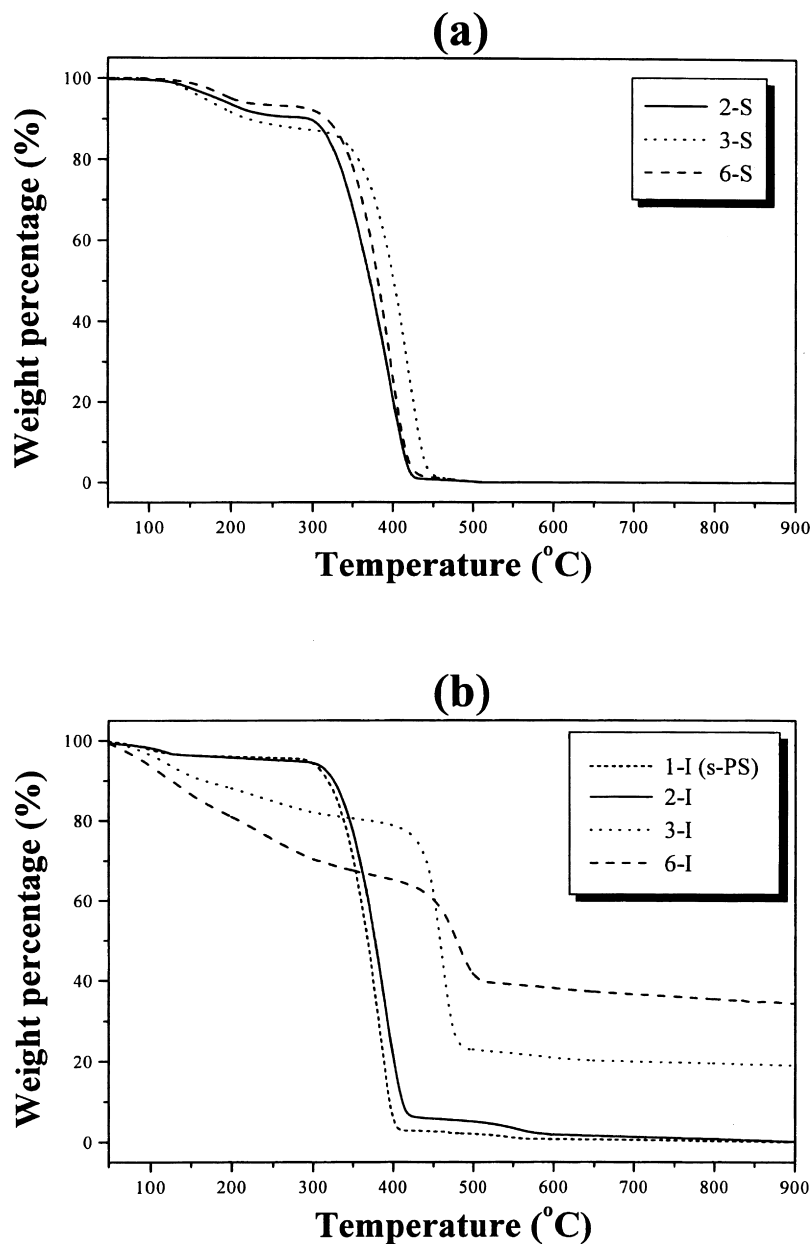 (a)
Weight percentage (%)
100
80
60
40
20
0
2-S
3-S
6-S
100 200 300 400 500 600 700 800 900
Temperature (°C)
(b)
Weight percentage (%)
100
80
60
40
20
0
1-I (s-PS)
2-I
3-I
6-I
100 200 300 400 500 600 700 800 900
Temperature (°C)